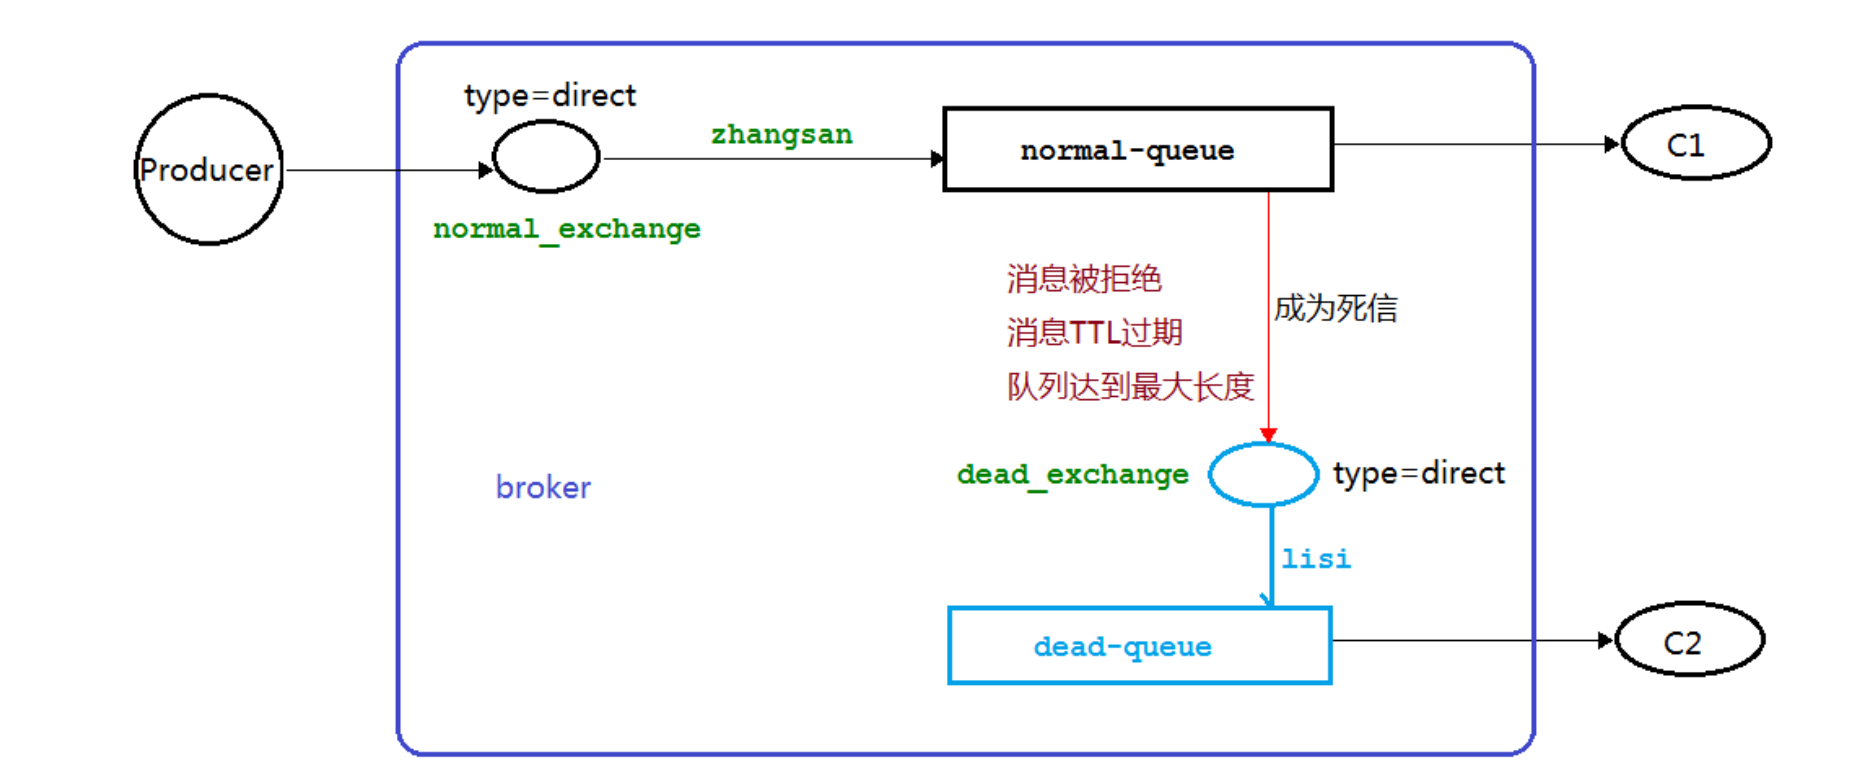 type=direct
Producer
zhangsan
normal-queue
C1
normal_exchange
消息被拒绝
消息TTL过期
队列达到最大长度
成为死信
dead_exchange
type=direct
broker
lisi
dead-queue
C2